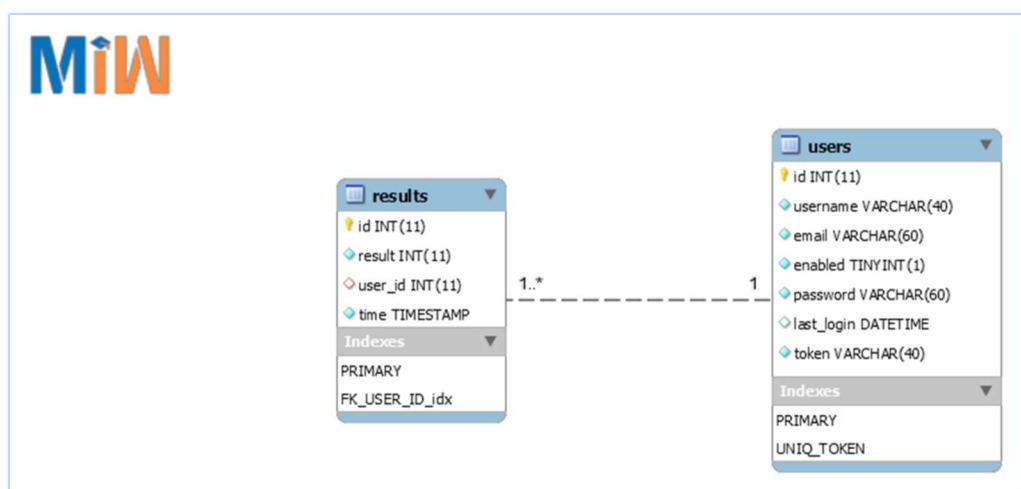 MiW
results
id INT(11)
result INT(11)
user_id INT(11)
time TIMESTAMP
Indexes
PRIMARY
FK_USER_ID_idx
1..*
1
users
id INT(11)
username VARCHAR(40)
email VARCHAR(60)
enabled TINYINT(1)
password VARCHAR(60)
last_login DATETIME
token VARCHAR(40)
Indexes
PRIMARY
UNIQ_TOKEN